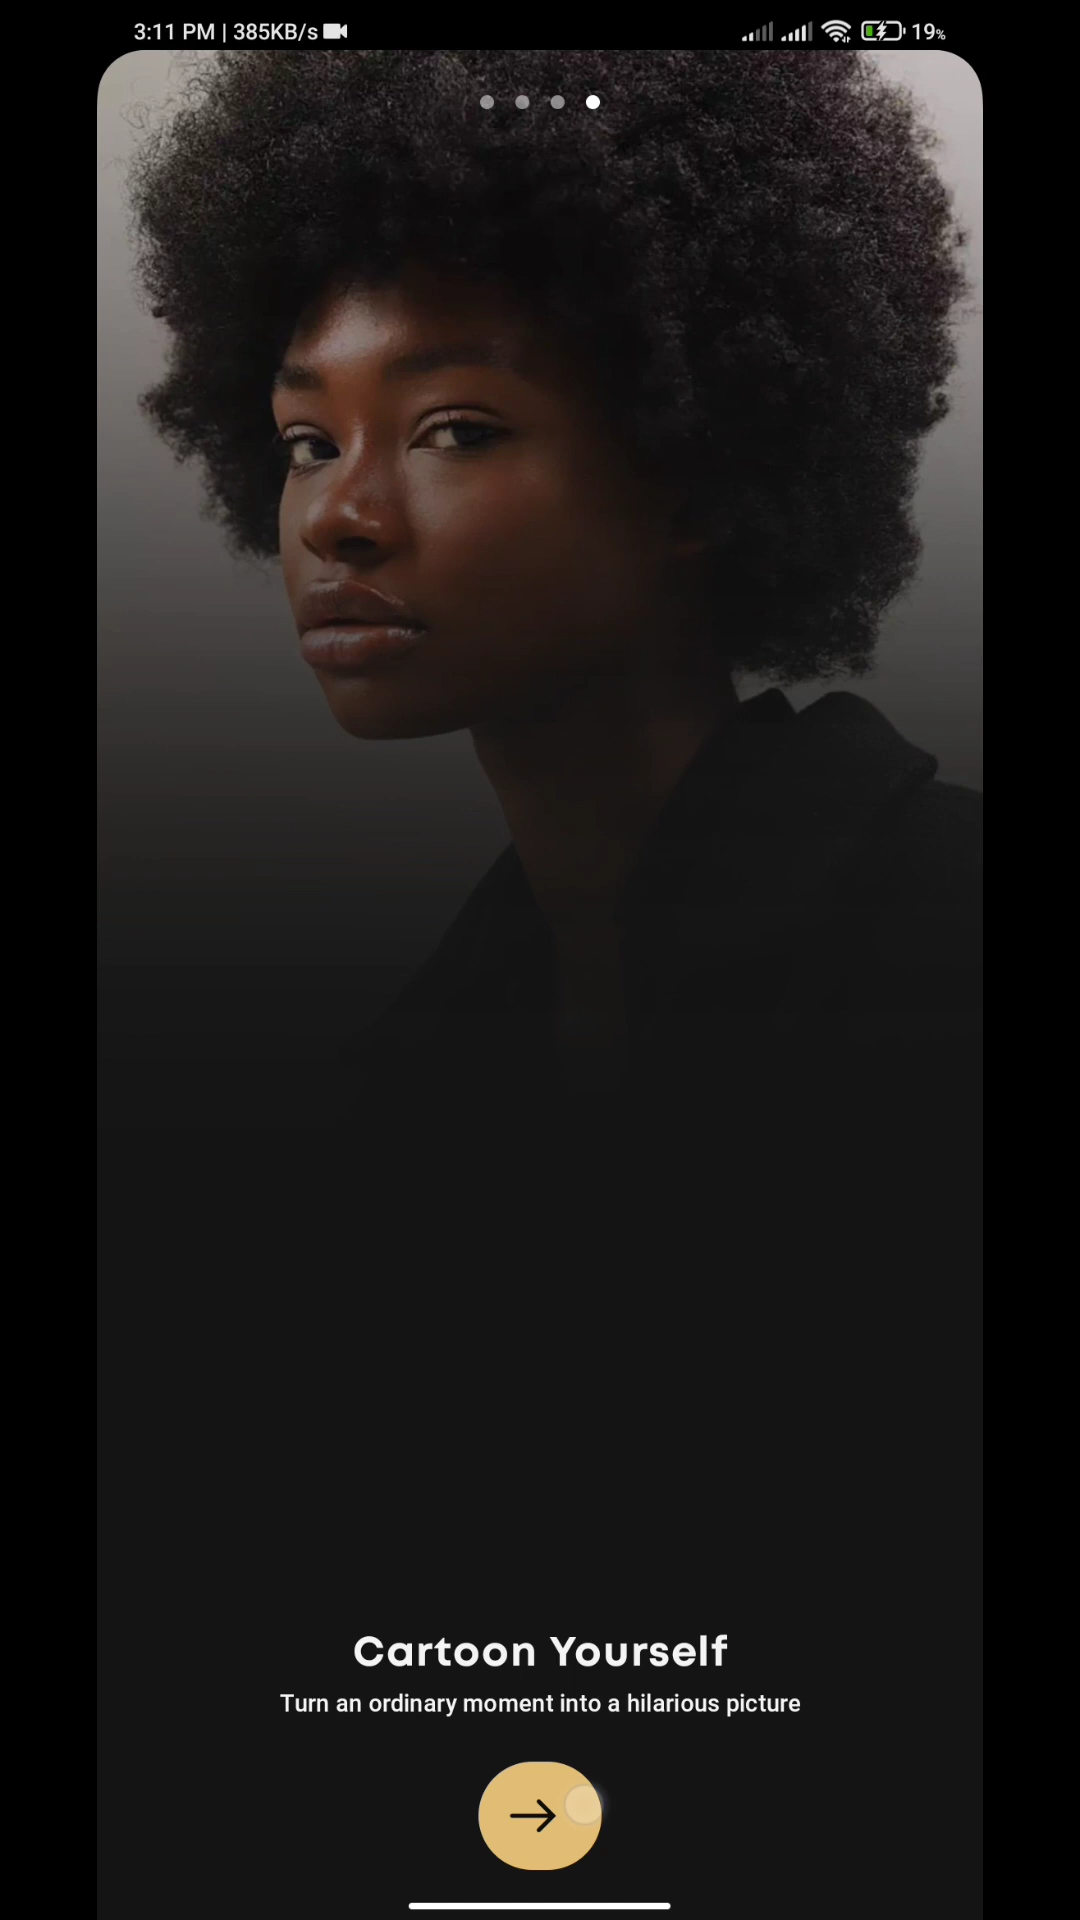 3:11 PM | 385KB/s 19%
Cartoon Yourself
Turn an ordinary moment into a hilarious picture